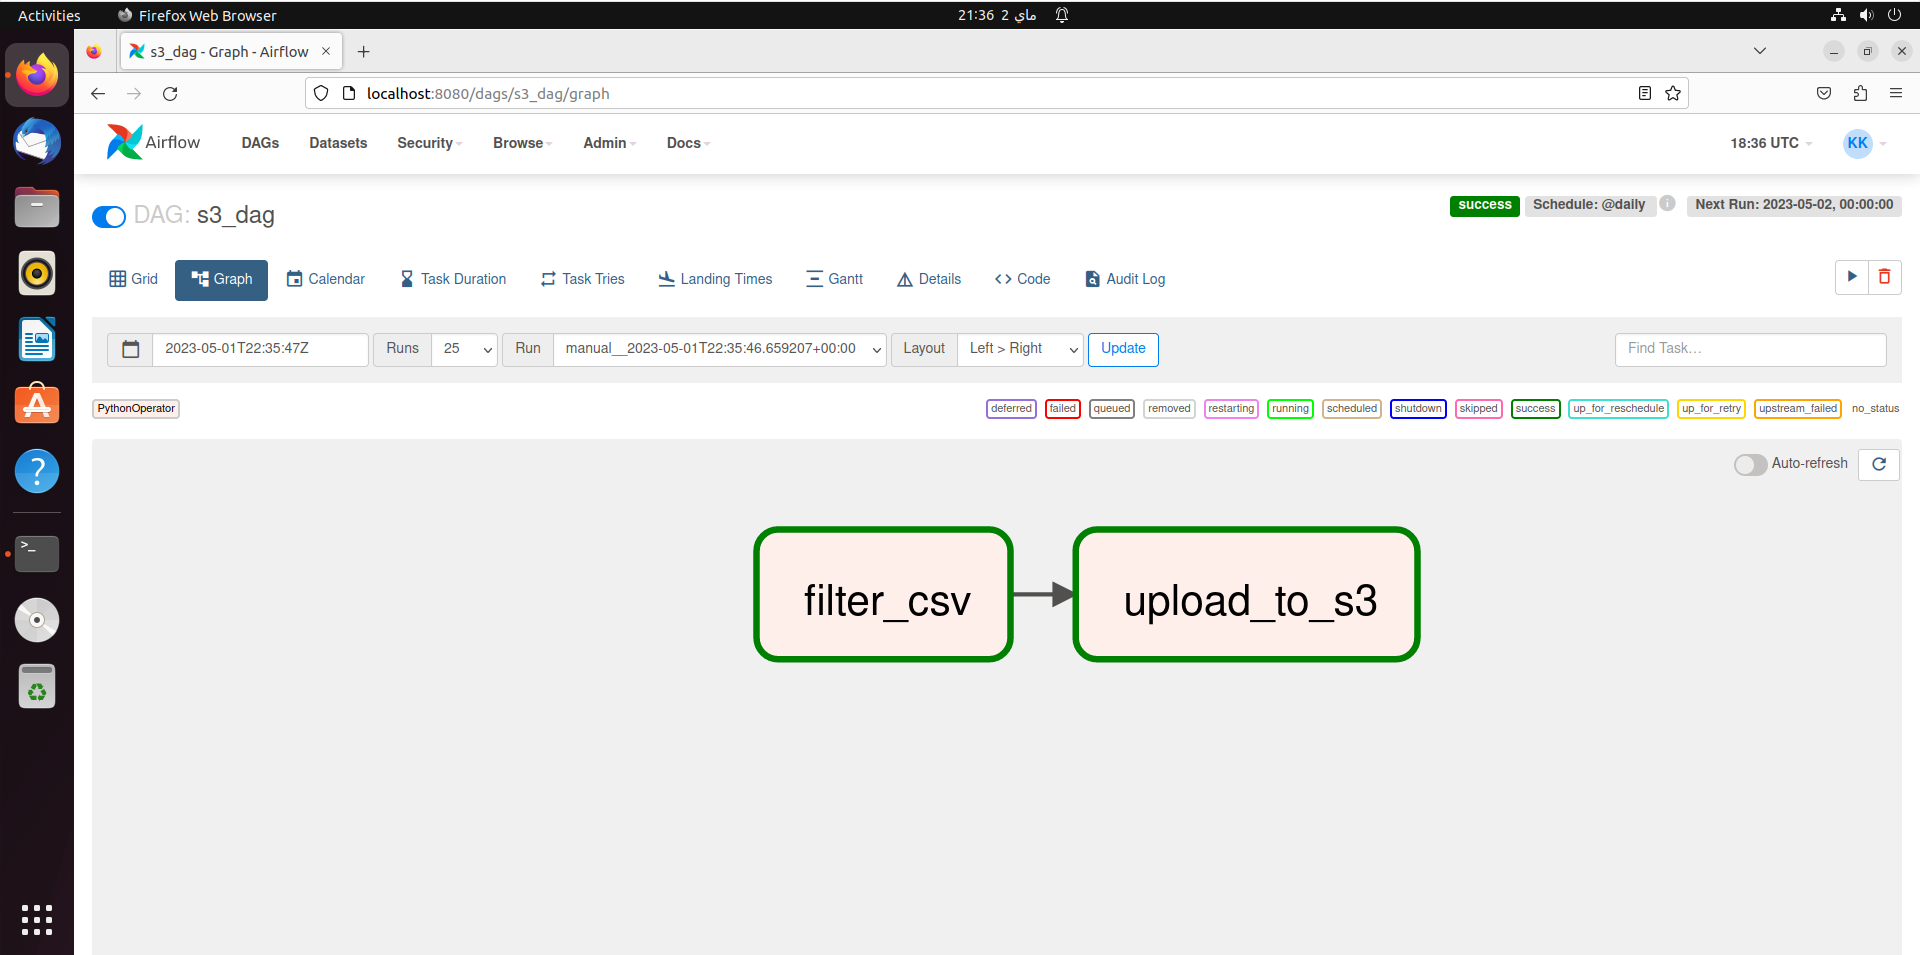 Activities
Firefox Web Browser
21:36 2 ماي
s3_dag - Graph - Airflow
localhost:8080/dags/s3_dag/graph
Airflow
DAGs
Datasets
Security
Browse
Admin
Docs
18:36 UTC
KK
DAG: s3_dag
success
Schedule: @daily
i
Next Run: 2023-05-02, 00:00:00
Grid
Graph
Calendar
Task Duration
Task Tries
Landing Times
Gantt
Details
Code
Audit Log
2023-05-01T22:35:47Z
Runs
25
Run
manual__2023-05-01T22:35:46.659207+00:00
Layout
Left > Right
Update
Find Task...
PythonOperator
deferred
failed
queued
removed
restarting
running
scheduled
shutdown
skipped
success
up_for_reschedule
up_for_retry
upstream_failed
no_status
Auto-refresh
filter_csv
upload_to_s3